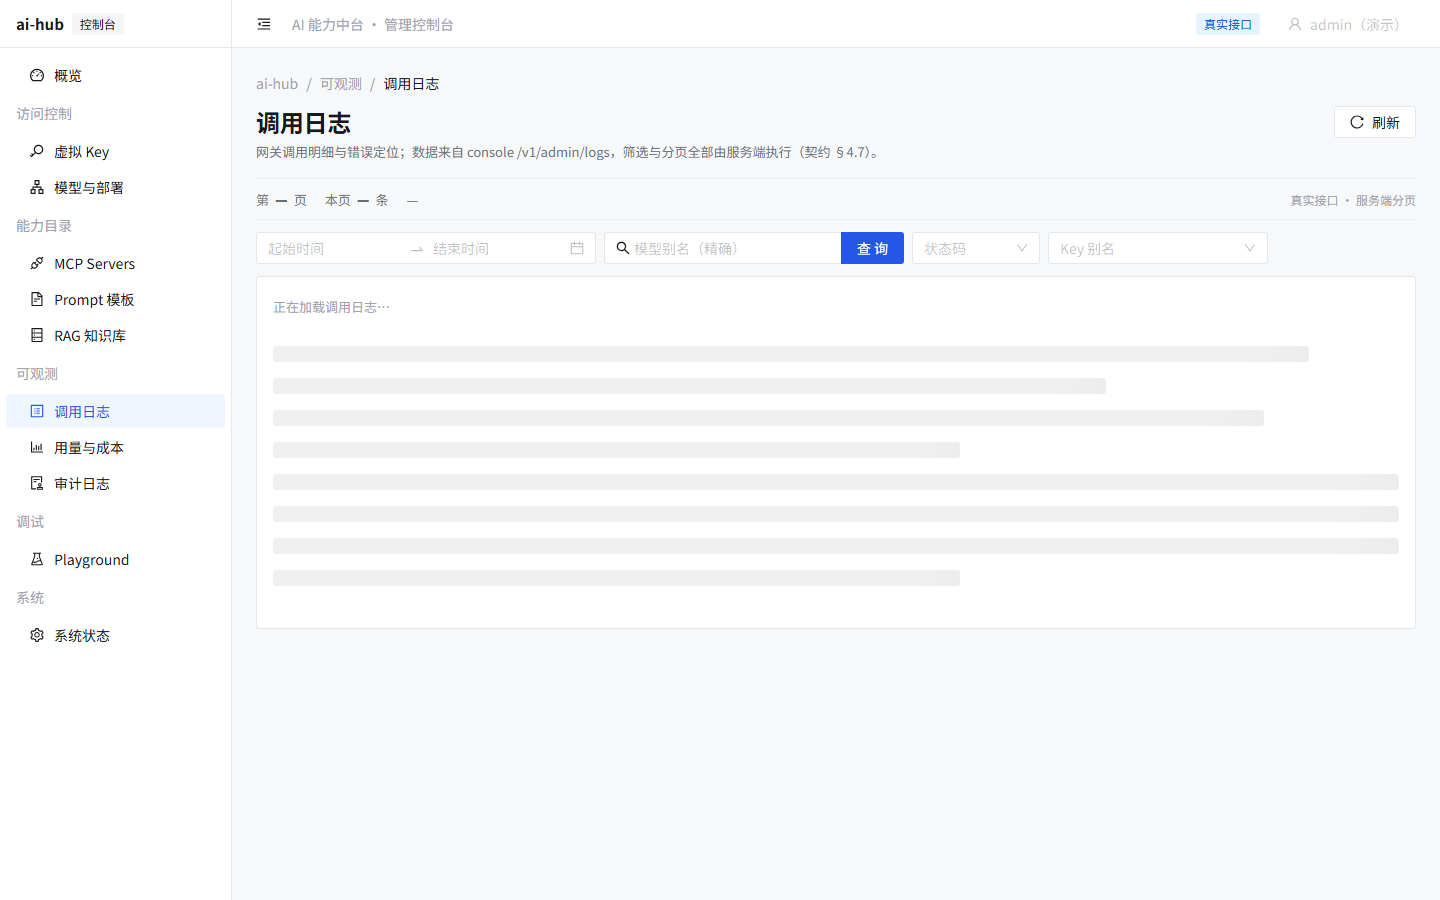 ai-hub 控制台
AI 能力中台 · 管理控制台
真实接口
admin（演示）
概览
访问控制
虚拟 Key
模型与部署
能力目录
MCP Servers
Prompt 模板
RAG 知识库
可观测
调用日志
用量与成本
审计日志
调试
Playground
系统
系统状态
ai-hub / 可观测 / 调用日志
调用日志
刷新
网关调用明细与错误定位；数据来自 console /v1/admin/logs，筛选与分页全部由服务端执行（契约 §4.7）。
第 — 页 本页 — 条 —
真实接口 · 服务端分页
起始时间 结束时间 模型别名（精确） 查 询 状态码 Key 别名
正在加载调用日志…